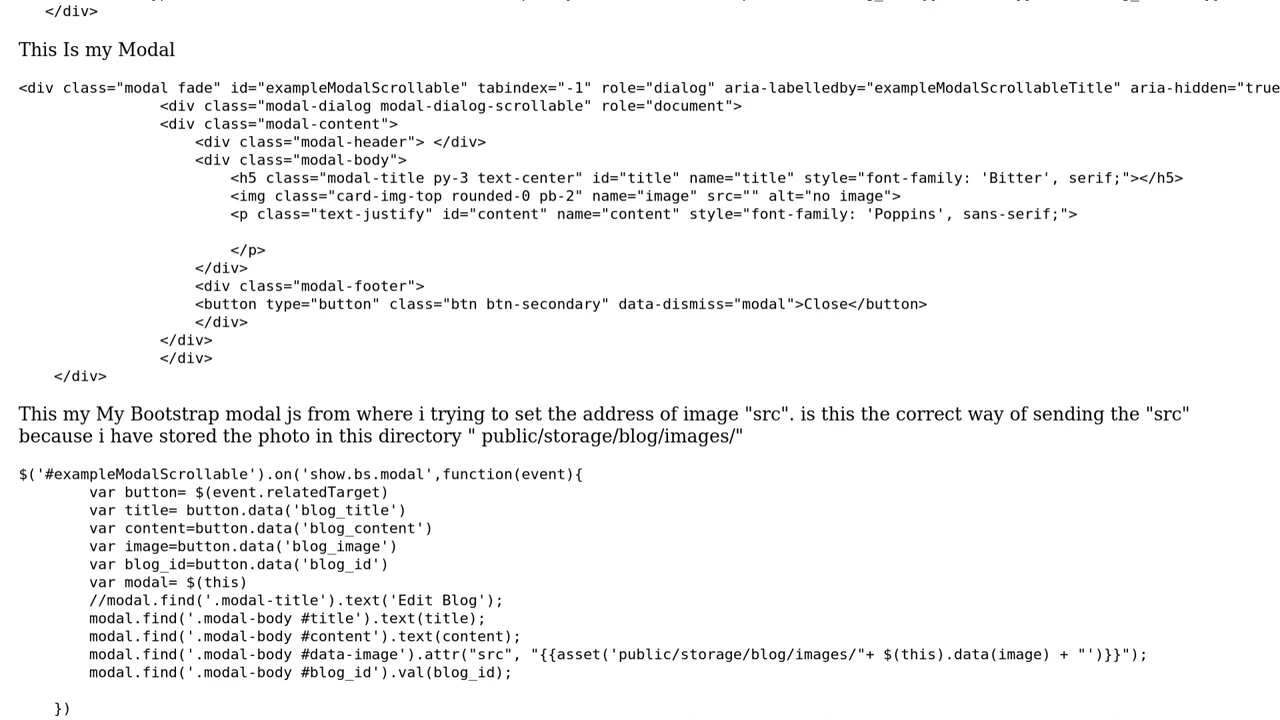 </div>
This Is my Modal
<div class="modal fade" id="exampleModalScrollable" tabindex="-1" role="dialog" aria-labelledby="exampleModalScrollableTitle" aria-hidden="true
<div class="modal-dialog modal-dialog-scrollable" role="document">
<div class="modal-content">
<div class="modal-header"> </div>
<div class="modal-body">
<h5 class="modal-title py-3 text-center" id="title" name="title" style="font-family: 'Bitter', serif;"></h5>
<img class="card-img-top rounded-0 pb-2" name="image" src="" alt="no image">
<p class="text-justify" id="content" name="content" style="font-family: 'Poppins', sans-serif;">
</p>
</div>
<div class="modal-footer">
<button type="button" class="btn btn-secondary" data-dismiss="modal">Close</button>
</div>
</div>
</div>
</div>
This my My Bootstrap modal js from where i trying to set the address of image "src". is this the correct way of sending the "src"
because i have stored the photo in this directory " public/storage/blog/images/"
$('#exampleModalScrollable').on('show.bs.modal',function(event){
var button= $(event.relatedTarget)
var title= button.data('blog_title')
var content=button.data('blog_content')
var image=button.data('blog_image')
var blog_id=button.data('blog_id')
var modal= $(this)
//modal.find('.modal-title').text('Edit Blog');
modal.find('.modal-body #title').text(title);
modal.find('.modal-body #content').text(content);
modal.find('.modal-body #data-image').attr("src", "{{asset('public/storage/blog/images/"+ $(this).data(image) + "')}}");
modal.find('.modal-body #blog_id').val(blog_id);
})